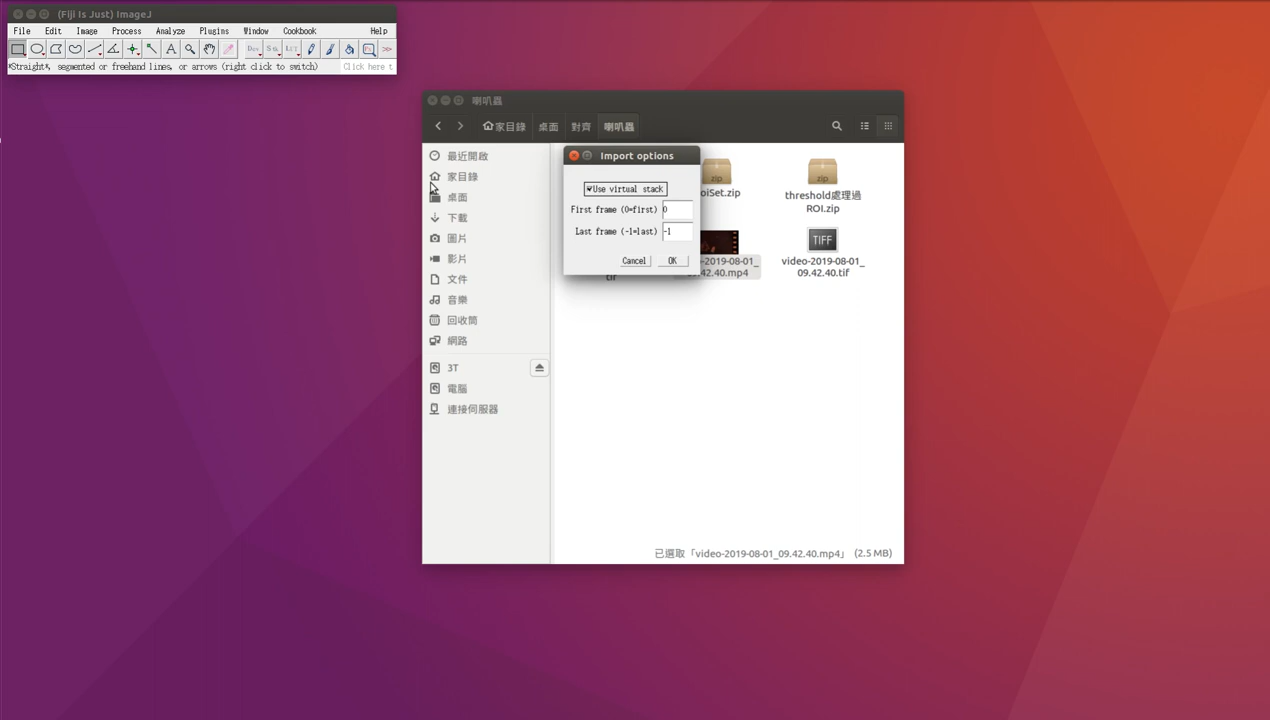 (Fiji Is Just) ImageJ
File Edit Image Process Analyze Plugins Window Cookbook Help
*Straight*, segmented or freehand lines, or arrows (right click to switch)
Click here t
喇叭蟲
家目錄 桌面 對齊 喇叭蟲
最近開啟
家目錄
桌面
下載
圖片
影片
文件
音樂
回收筒
網路
3T
電腦
連接伺服器
Import options
Use virtual stack
First frame (0=first) 0
Last frame (-1=last) -1
Cancel OK
zip
oiSet.zip
zip
threshold處理過
ROI.zip
tif
-2019-08-01_
09.42.40.mp4
TIFF
video-2019-08-01_
09.42.40.tif
已選取「video-2019-08-01_09.42.40.mp4」 (2.5 MB)